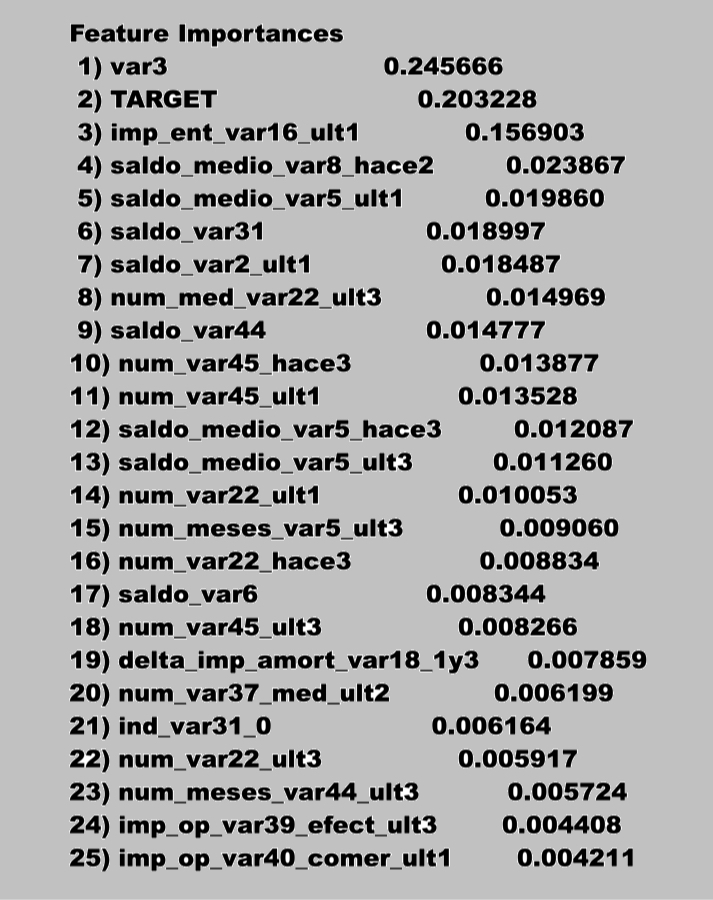 Feature Importances
1) var3 0.245666
2) TARGET 0.203228
3) imp_ent_var16_ult1 0.156903
4) saldo_medio_var8_hace2 0.023867
5) saldo_medio_var5_ult1 0.019860
6) saldo_var31 0.018997
7) saldo_var2_ult1 0.018487
8) num_med_var22_ult3 0.014969
9) saldo_var44 0.014777
10) num_var45_hace3 0.013877
11) num_var45_ult1 0.013528
12) saldo_medio_var5_hace3 0.012087
13) saldo_medio_var5_ult3 0.011260
14) num_var22_ult1 0.010053
15) num_meses_var5_ult3 0.009060
16) num_var22_hace3 0.008834
17) saldo_var6 0.008344
18) num_var45_ult3 0.008266
19) delta_imp_amort_var18_1y3 0.007859
20) num_var37_med_ult2 0.006199
21) ind_var31_0 0.006164
22) num_var22_ult3 0.005917
23) num_meses_var44_ult3 0.005724
24) imp_op_var39_efect_ult3 0.004408
25) imp_op_var40_comer_ult1 0.004211